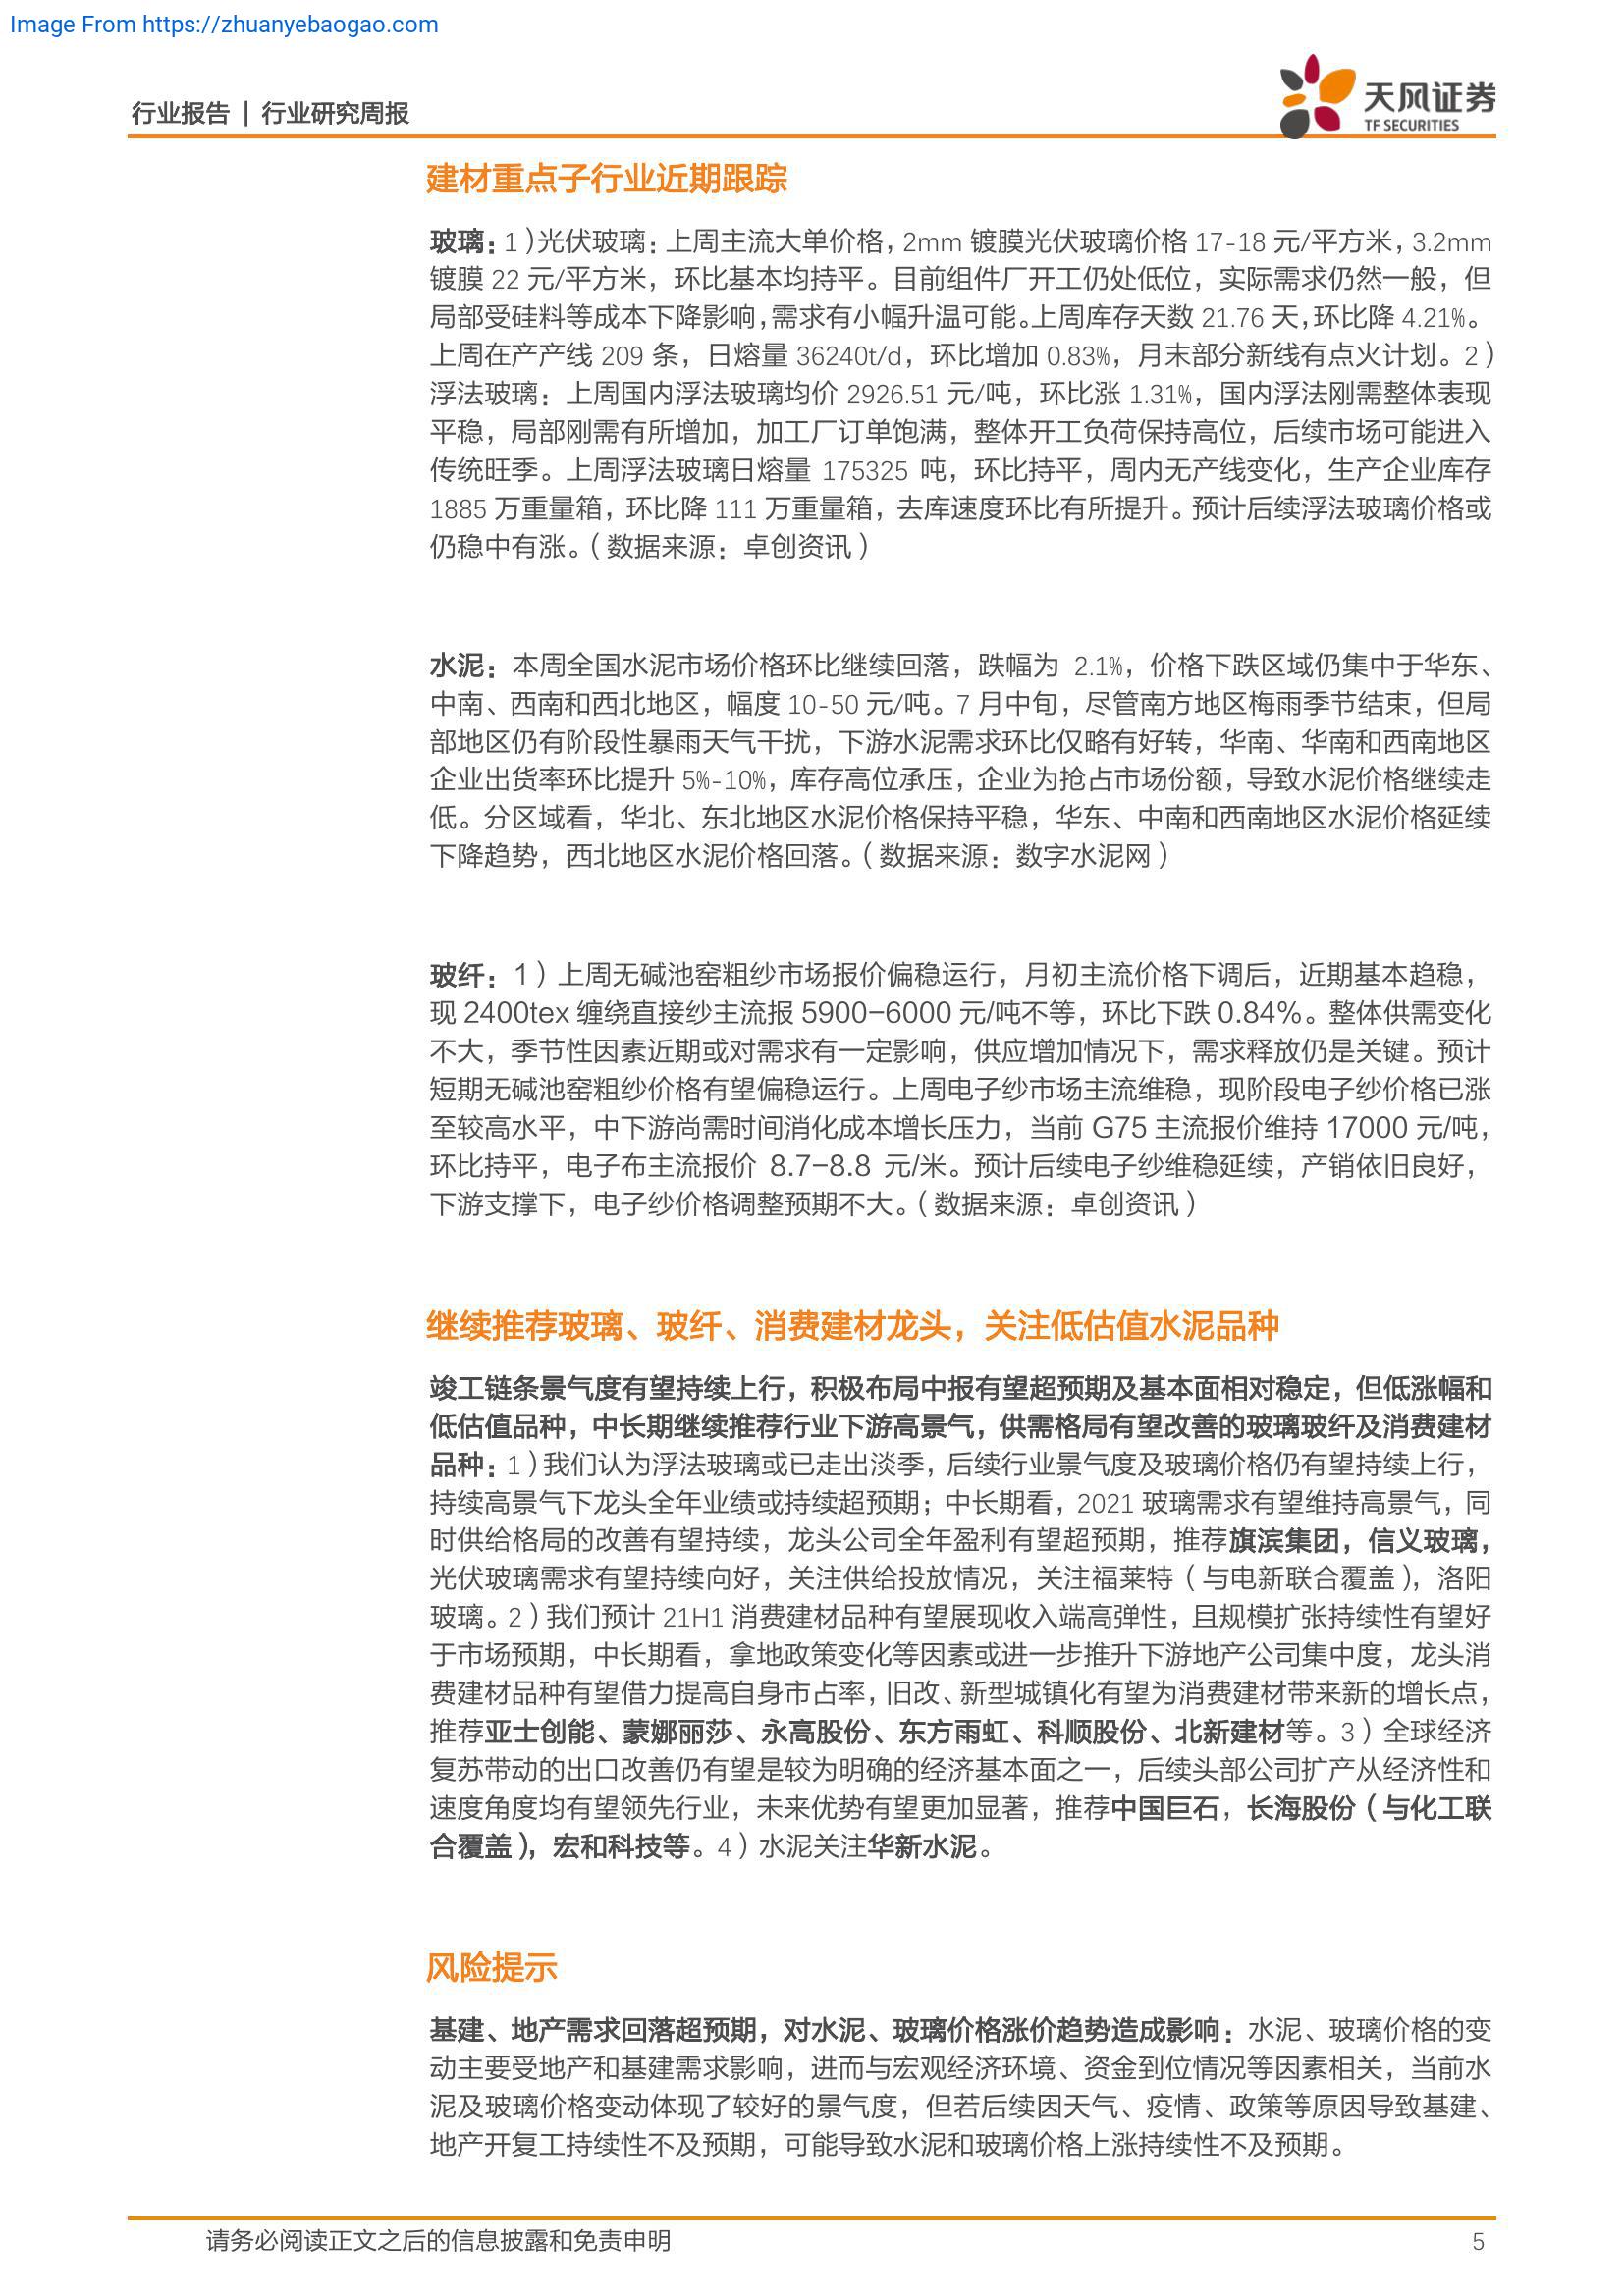 Image From https://zhuanyebaogao.com
行业报告 | 行业研究周报
天风证券
TF SECURITIES
建材重点子行业近期跟踪
玻璃：1）光伏玻璃：上周主流大单价格，2mm 镀膜光伏玻璃价格 17-18 元/平方米，3.2mm
镀膜 22 元/平方米，环比基本均持平。目前组件厂开工仍处低位，实际需求仍然一般，但
局部受硅料等成本下降影响，需求有小幅升温可能。上周库存天数 21.76 天，环比降 4.21%。
上周在产产线 209 条，日熔量 36240t/d，环比增加 0.83%，月末部分新线有点火计划。2）
浮法玻璃：上周国内浮法玻璃均价 2926.51 元/吨，环比涨 1.31%，国内浮法刚需整体表现
平稳，局部刚需有所增加，加工厂订单饱满，整体开工负荷保持高位，后续市场可能进入
传统旺季。上周浮法玻璃日熔量 175325 吨，环比持平，周内无产线变化，生产企业库存
1885 万重量箱，环比降 111 万重量箱，去库速度环比有所提升。预计后续浮法玻璃价格或
仍稳中有涨。（数据来源：卓创资讯）
水泥：本周全国水泥市场价格环比继续回落，跌幅为 2.1%，价格下跌区域仍集中于华东、
中南、西南和西北地区，幅度 10-50 元/吨。7 月中旬，尽管南方地区梅雨季节结束，但局
部地区仍有阶段性暴雨天气干扰，下游水泥需求环比仅略有好转，华南、华南和西南地区
企业出货率环比提升 5%-10%，库存高位承压，企业为抢占市场份额，导致水泥价格继续走
低。分区域看，华北、东北地区水泥价格保持平稳，华东、中南和西南地区水泥价格延续
下降趋势，西北地区水泥价格回落。（数据来源：数字水泥网）
玻纤：1）上周无碱池窑粗纱市场报价偏稳运行，月初主流价格下调后，近期基本趋稳，
现 2400tex 缠绕直接纱主流报 5900-6000 元/吨不等，环比下跌 0.84%。整体供需变化
不大，季节性因素近期或对需求有一定影响，供应增加情况下，需求释放仍是关键。预计
短期无碱池窑粗纱价格有望偏稳运行。上周电子纱市场主流维稳，现阶段电子纱价格已涨
至较高水平，中下游尚需时间消化成本增长压力，当前 G75 主流报价维持 17000 元/吨，
环比持平，电子布主流报价 8.7-8.8 元/米。预计后续电子纱维稳延续，产销依旧良好，
下游支撑下，电子纱价格调整预期不大。（数据来源：卓创资讯）
继续推荐玻璃、玻纤、消费建材龙头，关注低估值水泥品种
竣工链条景气度有望持续上行，积极布局中报有望超预期及基本面相对稳定，但低涨幅和
低估值品种，中长期继续推荐行业下游高景气，供需格局有望改善的玻璃玻纤及消费建材
品种：1）我们认为浮法玻璃或已走出淡季，后续行业景气度及玻璃价格仍有望持续上行，
持续高景气下龙头全年业绩或持续超预期；中长期看，2021 玻璃需求有望维持高景气，同
时供给格局的改善有望持续，龙头公司全年盈利有望超预期，推荐旗滨集团，信义玻璃，
光伏玻璃需求有望持续向好，关注供给投放情况，关注福莱特（与电新联合覆盖），洛阳
玻璃。2）我们预计 21H1 消费建材品种有望展现收入端高弹性，且规模扩张持续性有望好
于市场预期，中长期看，拿地政策变化等因素或进一步推升下游地产公司集中度，龙头消
费建材品种有望借力提高自身市占率，旧改、新型城镇化有望为消费建材带来新的增长点，
推荐亚士创能、蒙娜丽莎、永高股份、东方雨虹、科顺股份、北新建材等。3）全球经济
复苏带动的出口改善仍有望是较为明确的经济基本面之一，后续头部公司扩产从经济性和
速度角度均有望领先行业，未来优势有望更加显著，推荐中国巨石，长海股份（与化工联
合覆盖），宏和科技等。4）水泥关注华新水泥。
风险提示
基建、地产需求回落超预期，对水泥、玻璃价格涨价趋势造成影响：水泥、玻璃价格的变
动主要受地产和基建需求影响，进而与宏观经济环境、资金到位情况等因素相关，当前水
泥及玻璃价格变动体现了较好的景气度，但若后续因天气、疫情、政策等原因导致基建、
地产开复工持续性不及预期，可能导致水泥和玻璃价格上涨持续性不及预期。
请务必阅读正文之后的信息披露和免责申明
5